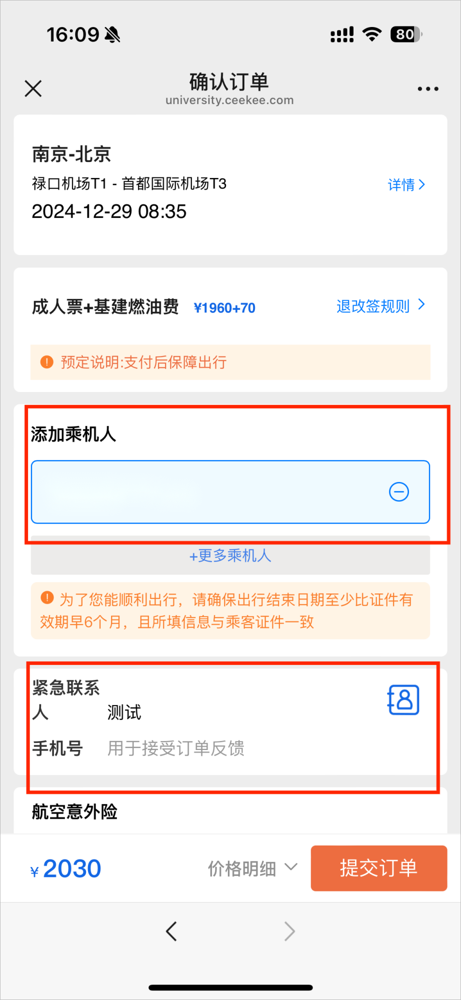 16:09
80
确认订单
university.ceekee.com
南京-北京
禄口机场T1 - 首都国际机场T3
详情
2024-12-29 08:35
成人票+基建燃油费 ¥1960+70 退改签规则
预定说明:支付后保障出行
添加乘机人
+更多乘机人
为了您能顺利出行，请确保出行结束日期至少比证件有
效期早6个月，且所填信息与乘客证件一致
紧急联系
人 测试
手机号 用于接受订单反馈
航空意外险
¥2030 价格明细 提交订单